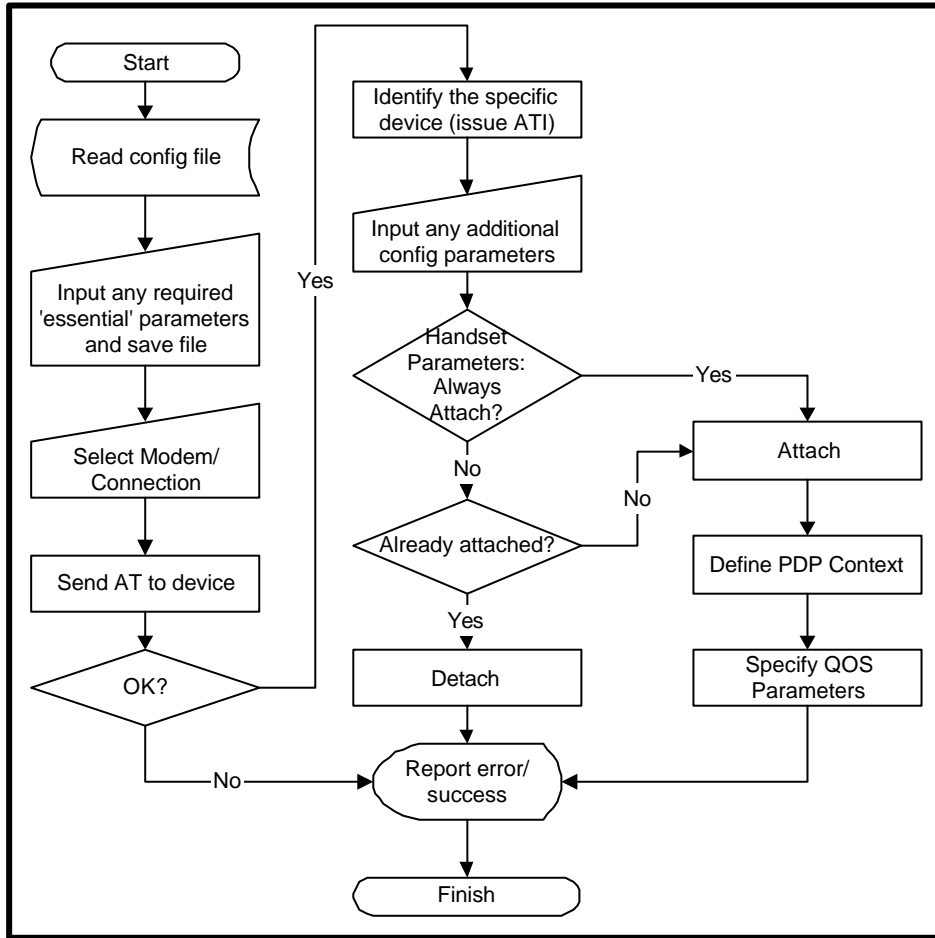 Start
Read config file
Input any required
'essential' parameters
and save file
Select Modem/
Connection
Send AT to device
OK?
Yes
No
Identify the specific
device (issue ATI)
Input any additional
config parameters
Handset
Parameters:
Always
Attach?
Yes
No
Already attached?
No
Yes
Detach
Attach
Define PDP Context
Specify QOS
Parameters
Report error/
success
Finish